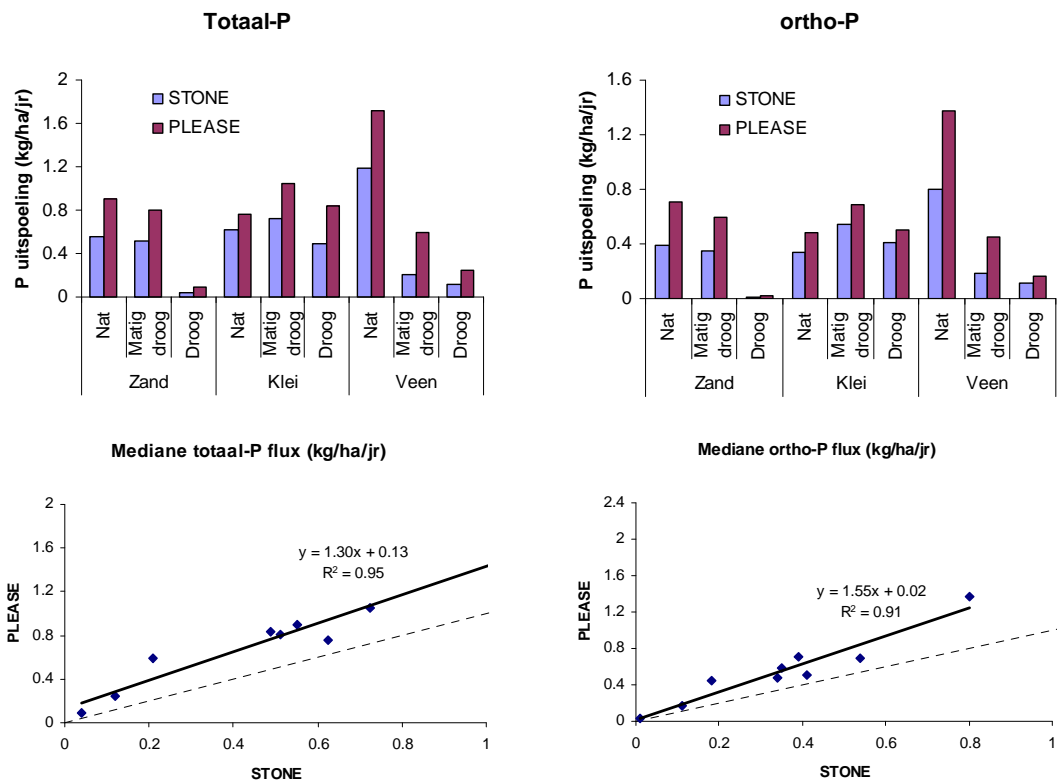 Totaal-P
P uitspoeling (kg/ha/jr)
2
1.6
1.2
0.8
0.4
0
STONE
PLEASE
Nat
Matig
droog
Droog
Nat
Matig
droog
Droog
Nat
Matig
droog
Droog
Zand
Klei
Veen
ortho-P
P uitspoeling (kg/ha/jr)
1.6
1.2
0.8
0.4
0
STONE
PLEASE
Nat
Matig
droog
Droog
Nat
Matig
droog
Droog
Nat
Matig
droog
Droog
Zand
Klei
Veen
Mediane totaal-P flux (kg/ha/jr)
PLEASE
2
1.6
1.2
0.8
0.4
0
y = 1.30x + 0.13
R² = 0.95
0 0.2 0.4 0.6 0.8 1
STONE
Mediane ortho-P flux (kg/ha/jr)
PLEASE
2.4
2
1.6
1.2
0.8
0.4
0
y = 1.55x + 0.02
R² = 0.91
0 0.2 0.4 0.6 0.8 1
STONE